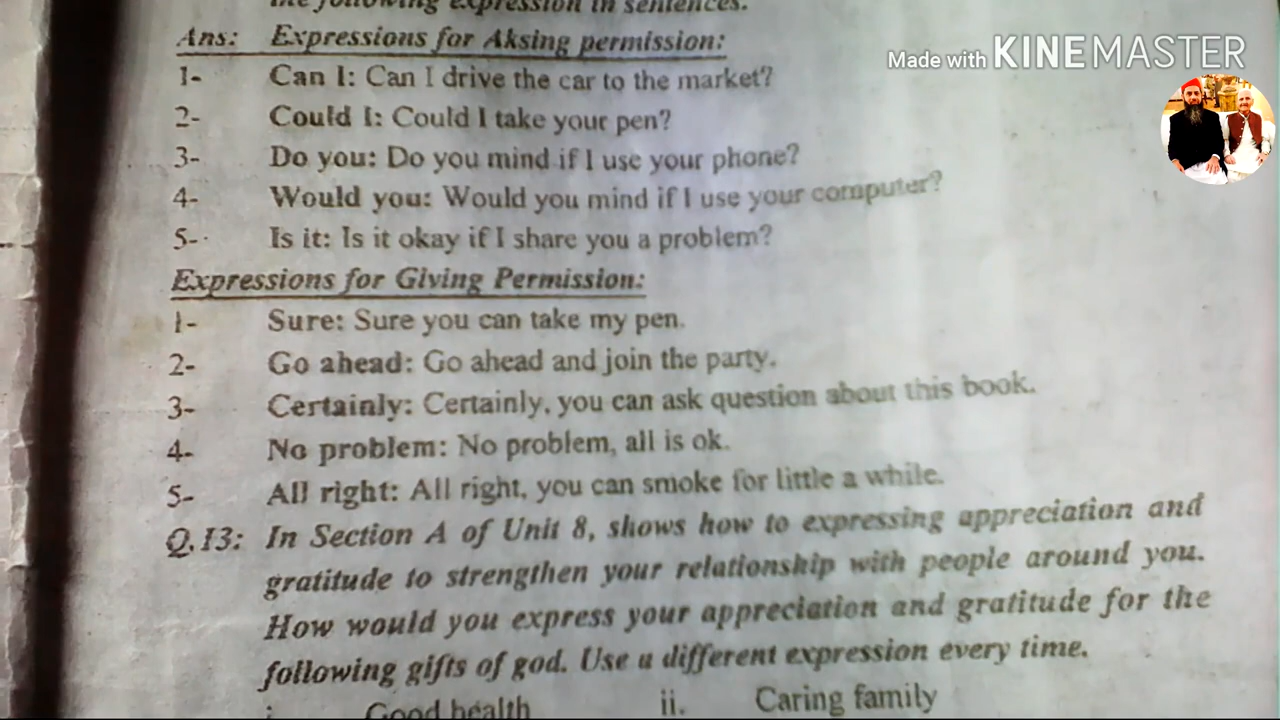 the following expression in sentences.
Ans: Expressions for Aksing permission:
Made with KINEMASTER
1- Can I: Can I drive the car to the market?
2- Could I: Could I take your pen?
3- Do you: Do you mind if I use your phone?
4- Would you: Would you mind if I use your computer?
5- Is it: Is it okay if I share you a problem?
Expressions for Giving Permission:
1- Sure: Sure you can take my pen.
2- Go ahead: Go ahead and join the party.
3- Certainly: Certainly, you can ask question about this book.
4- No problem: No problem, all is ok.
5- All right: All right, you can smoke for little a while.
Q.13: In Section A of Unit 8, shows how to expressing appreciation and
gratitude to strengthen your relationship with people around you.
How would you express your appreciation and gratitude for the
following gifts of god. Use a different expression every time.
i. Good health ii. Caring family